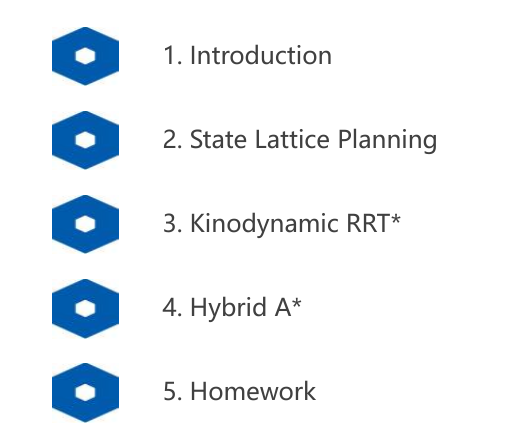 1. Introduction
2. State Lattice Planning
3. Kinodynamic RRT*
4. Hybrid A*
5. Homework